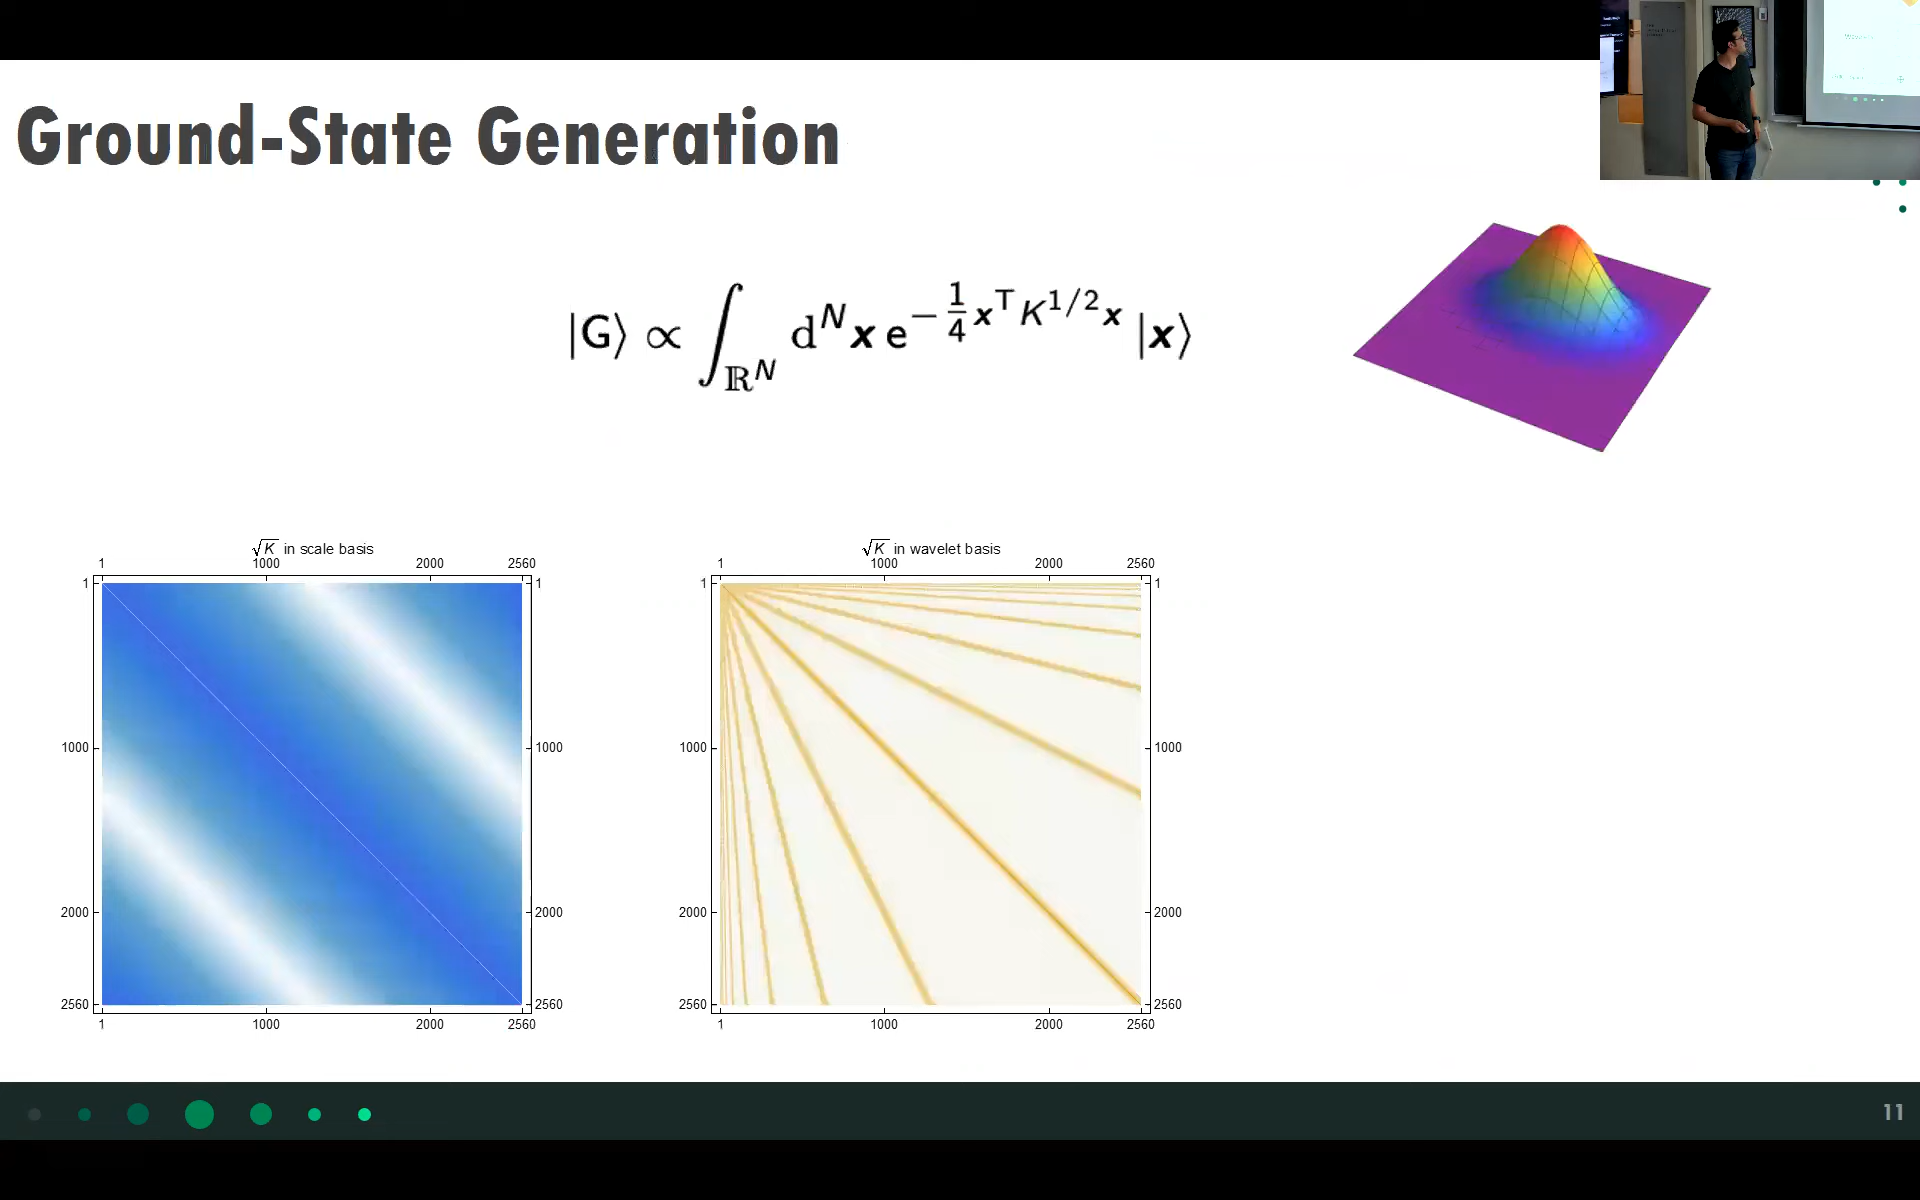 Ground-State Generation
|G⟩ ∝ ∫_{ℝ^N} d^N x e^{-\frac{1}{4} x^T K^{1/2} x} |x⟩
√K in scale basis
1 1000 2000 2560
1 1
1000 1000
2000 2000
2560 2560
1 1000 2000 2560
√K in wavelet basis
1 1000 2000 2560
1 1
1000 1000
2000 2000
2560 2560
1 1000 2000 2560
11